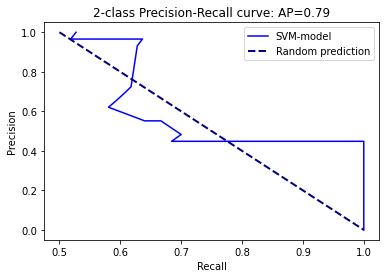 2-class Precision-Recall curve: AP=0.79
SVM-model
Random prediction
Precision
1.0
0.8
0.6
0.4
0.2
0.0
0.5 0.6 0.7 0.8 0.9 1.0
Recall